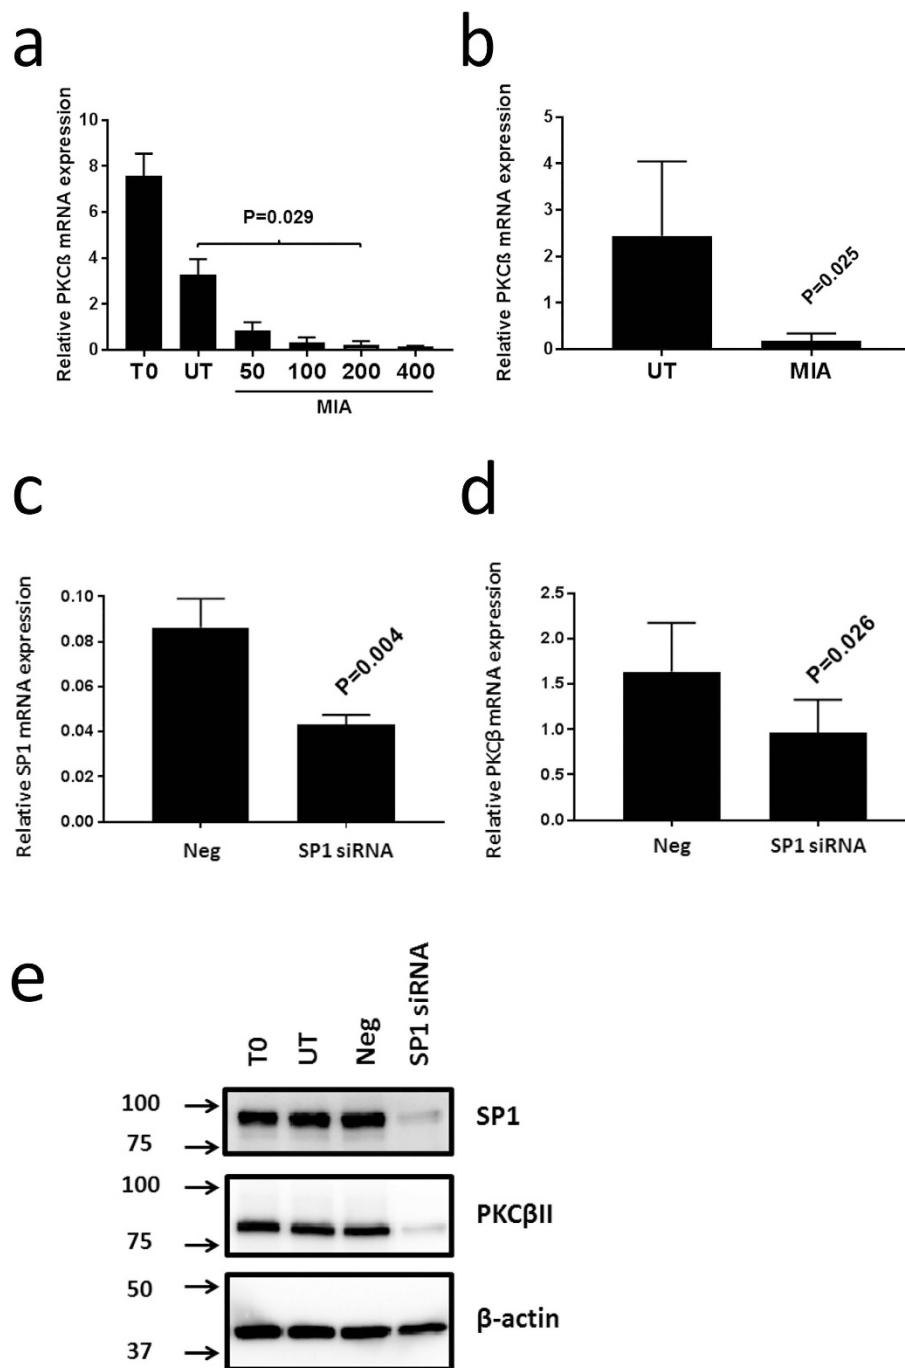 a
Relative PKCß mRNA expression
10
8
6
4
2
0
P=0.029
T0 UT 50 100 200 400
MIA
b
Relative PKCß mRNA expression
5
4
3
2
1
0
P=0.025
UT MIA
c
Relative SP1 mRNA expression
0.10
0.08
0.06
0.04
0.02
0.00
P=0.004
Neg SP1 siRNA
d
Relative PKCβ mRNA expression
2.5
2.0
1.5
1.0
0.5
0.0
P=0.026
Neg SP1 siRNA
e
T0 UT Neg SP1 siRNA
100 → SP1
75 →
100 → PKCβII
75 →
50 → β-actin
37 →